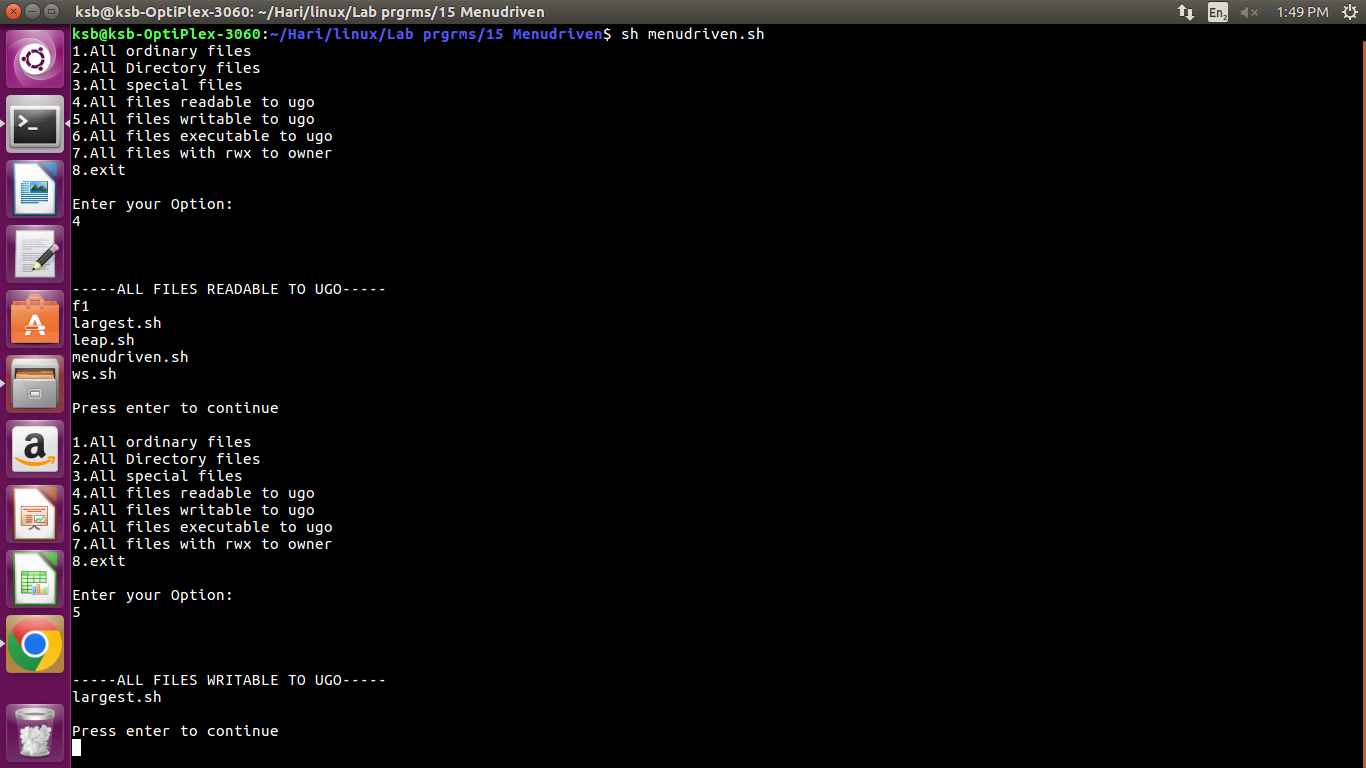 ksb@ksb-OptiPlex-3060: ~/Hari/linux/Lab prgrms/15 Menudriven
En2
1:49 PM
ksb@ksb-OptiPlex-3060:~/Hari/linux/Lab prgrms/15 Menudriven$ sh menudriven.sh
1.All ordinary files
2.All Directory files
3.All special files
4.All files readable to ugo
5.All files writable to ugo
6.All files executable to ugo
7.All files with rwx to owner
8.exit
Enter your Option:
4
-----ALL FILES READABLE TO UGO-----
f1
largest.sh
leap.sh
menudriven.sh
ws.sh
Press enter to continue
1.All ordinary files
2.All Directory files
3.All special files
4.All files readable to ugo
5.All files writable to ugo
6.All files executable to ugo
7.All files with rwx to owner
8.exit
Enter your Option:
5
-----ALL FILES WRITABLE TO UGO-----
largest.sh
Press enter to continue